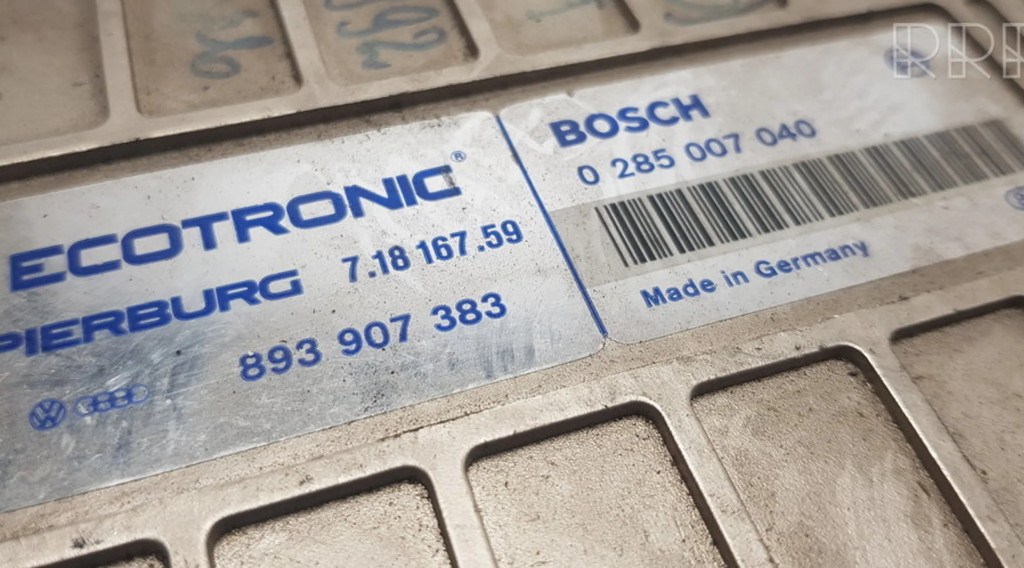 ECOTRONIC®
PIERBURG 7.18 167.59
893 907 383
BOSCH
0 285 007 040
Made in Germany